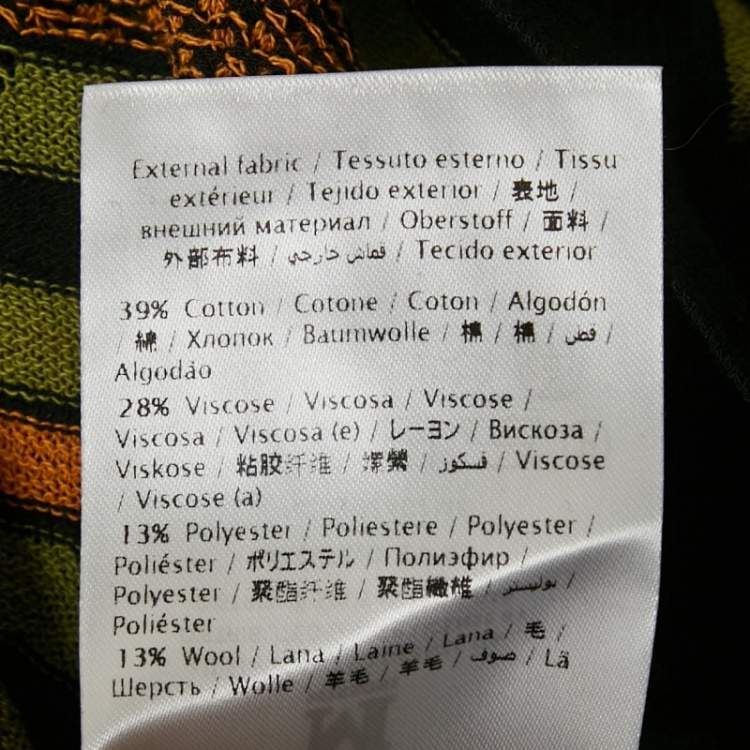 External fabric / Tessuto esterno / Tissu
extérieur / Tejido exterior / 表地 /
внешний материал / Oberstoff / 面料 /
外部布料 / قماش خارجي / Tecido exterior
39% Cotton / Cotone / Coton / Algodón
/ 綿 / Хлопок / Baumwolle / 棉 / 棉 / قطن /
Algodáo
28% Viscose / Viscosa / Viscose /
Viscosa / Viscosa (e) / レーヨン / Вискоза /
Viskose / 粘胶纤维 / 嫘縈 / فسكوز / Viscose
/ Viscose (a)
13% Polyester / Poliestere / Polyester /
Poliéster / ポリエステル / Полиэфир /
Polyester / 聚酯纤维 / 聚酯纖維 / بوليستر /
Poliéster
13% Wool / Lana / Laine / Lana / 毛 /
Шерсть / Wolle / 羊毛 / 羊毛 / صوف / Lä